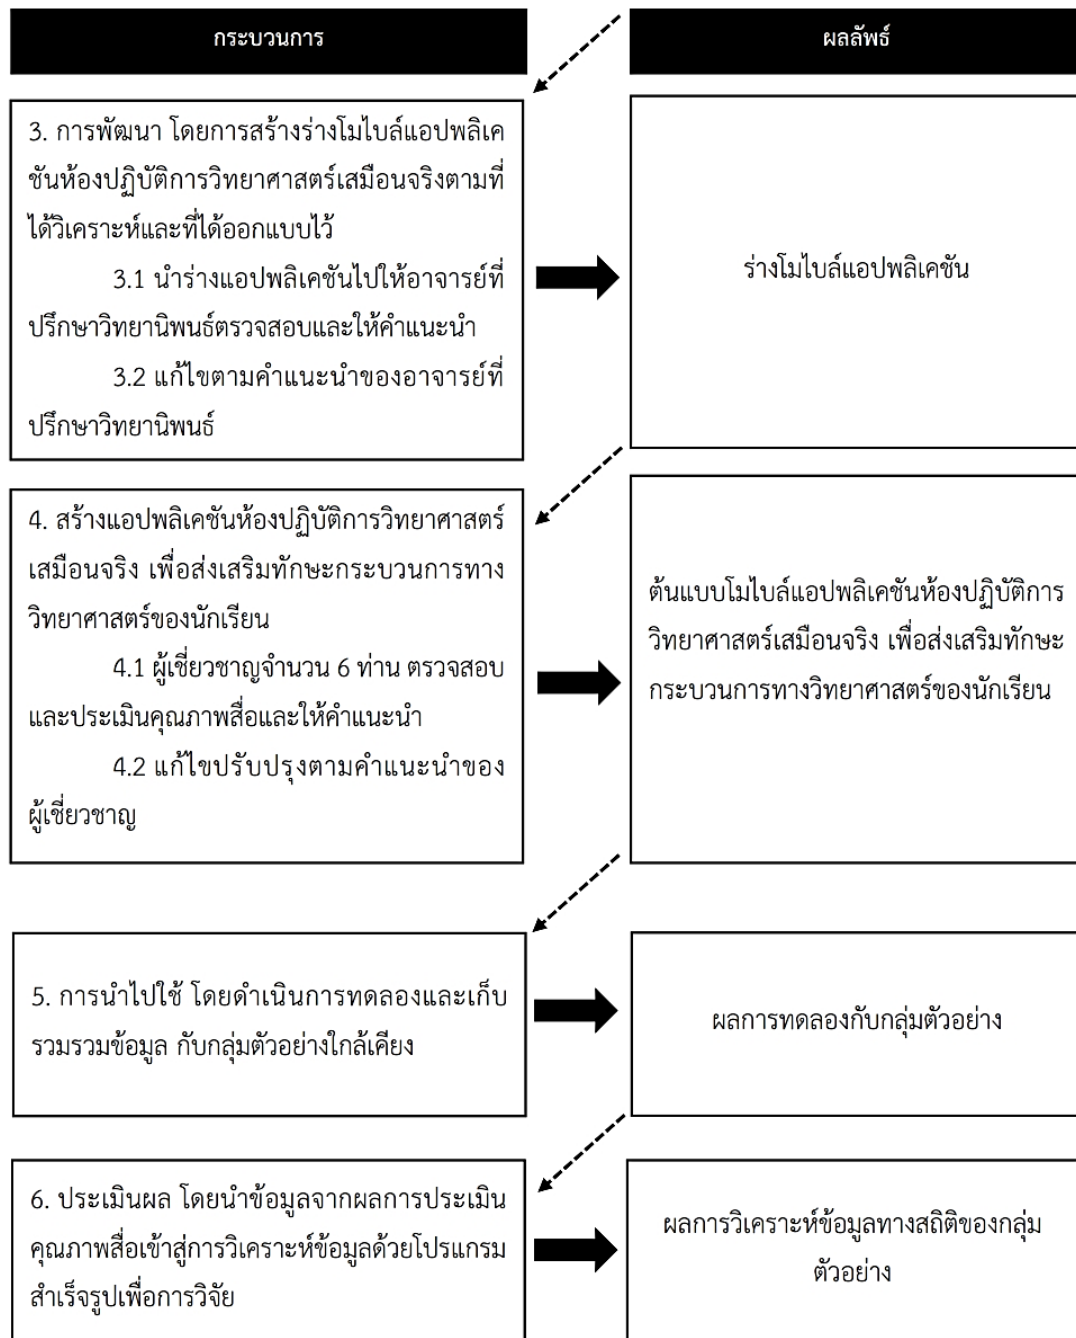 กระบวนการ
ผลลัพธ์
3. การพัฒนา โดยการสร้างร่างโมไบล์แอปพลิเค
ชันห้องปฏิบัติการวิทยาศาสตร์เสมือนจริงตามที่
ได้วิเคราะห์และที่ได้ออกแบบไว้
3.1 นำร่างแอปพลิเคชันไปให้อาจารย์ที่
ปรึกษาวิทยานิพนธ์ตรวจสอบและให้คำแนะนำ
3.2 แก้ไขตามคำแนะนำของอาจารย์ที่
ปรึกษาวิทยานิพนธ์
ร่างโมไบล์แอปพลิเคชัน
4. สร้างแอปพลิเคชันห้องปฏิบัติการวิทยาศาสตร์
เสมือนจริง เพื่อส่งเสริมทักษะกระบวนการทาง
วิทยาศาสตร์ของนักเรียน
4.1 ผู้เชี่ยวชาญจำนวน 6 ท่าน ตรวจสอบ
และประเมินคุณภาพสื่อและให้คำแนะนำ
4.2 แก้ไขปรับปรุงตามคำแนะนำของ
ผู้เชี่ยวชาญ
ต้นแบบโมไบล์แอปพลิเคชันห้องปฏิบัติการ
วิทยาศาสตร์เสมือนจริง เพื่อส่งเสริมทักษะ
กระบวนการทางวิทยาศาสตร์ของนักเรียน
5. การนำไปใช้ โดยดำเนินการทดลองและเก็บ
รวมรวมข้อมูล กับกลุ่มตัวอย่างใกล้เคียง
ผลการทดลองกับกลุ่มตัวอย่าง
6. ประเมินผล โดยนำข้อมูลจากผลการประเมิน
คุณภาพสื่อเข้าสู่การวิเคราะห์ข้อมูลด้วยโปรแกรม
สำเร็จรูปเพื่อการวิจัย
ผลการวิเคราะห์ข้อมูลทางสถิติของกลุ่ม
ตัวอย่าง